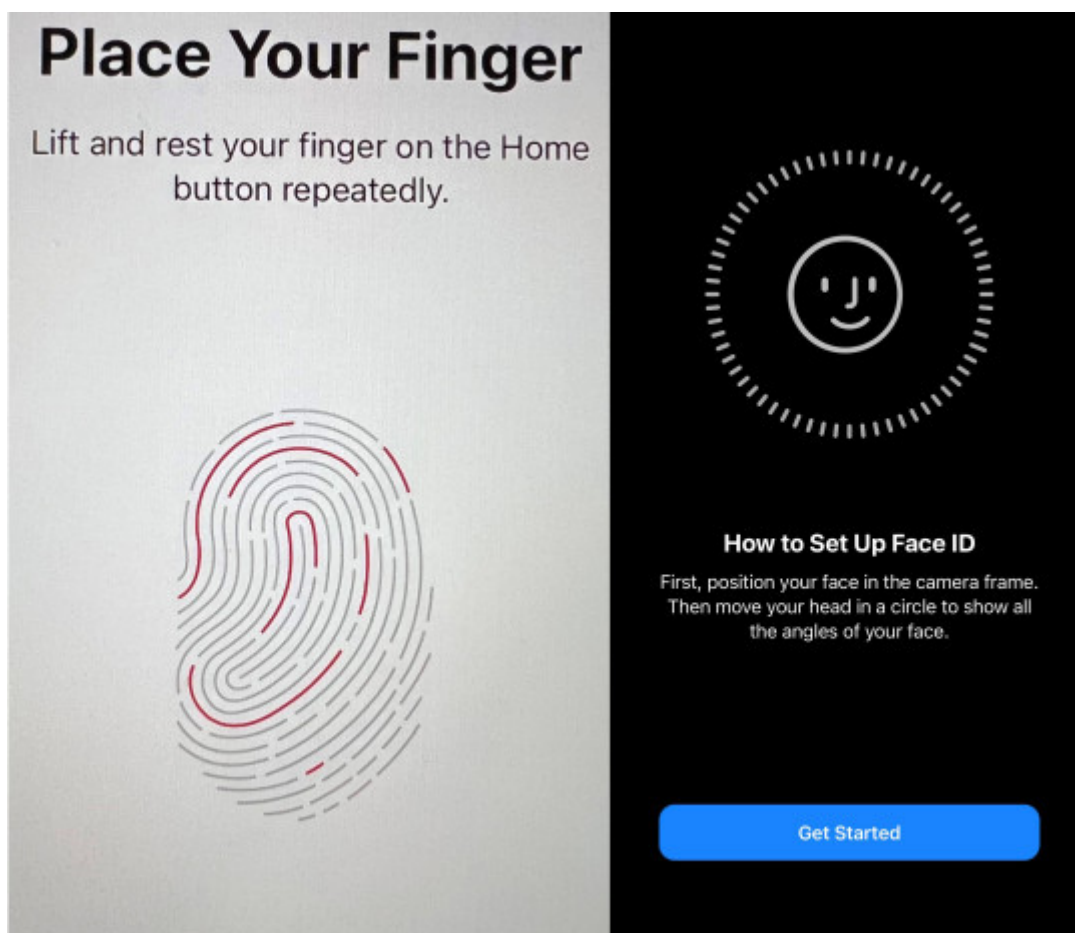 Place Your Finger
Lift and rest your finger on the Home
button repeatedly.
How to Set Up Face ID
First, position your face in the camera frame.
Then move your head in a circle to show all
the angles of your face.
Get Started